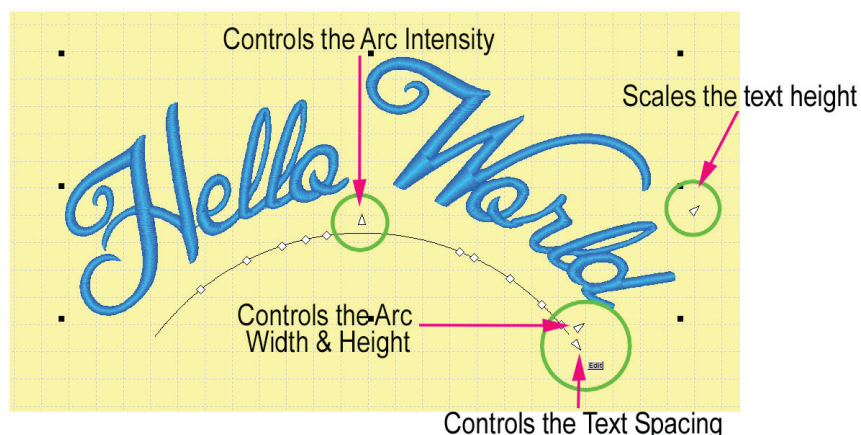 Controls the Arc Intensity
Scales the text height
Hello World
Controls the Arc
Width & Height
Edit
Controls the Text Spacing